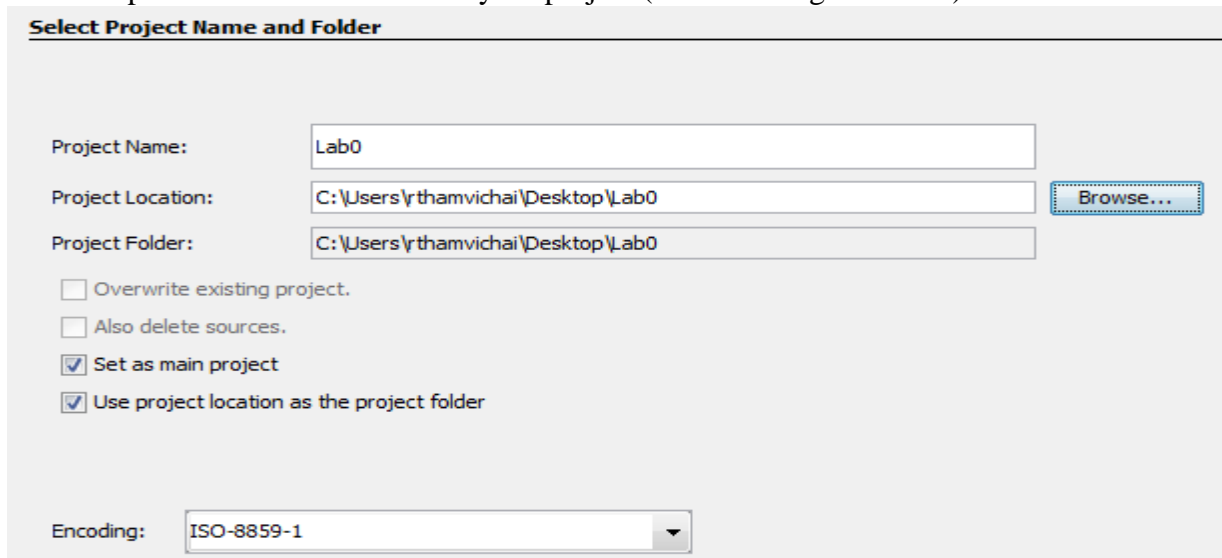 Select Project Name and Folder
Project Name: Lab0
Project Location: C:\Users\rthamvichai\Desktop\Lab0 Browse...
Project Folder: C:\Users\rthamvichai\Desktop\Lab0
Overwrite existing project.
Also delete sources.
Set as main project
Use project location as the project folder
Encoding: ISO-8859-1